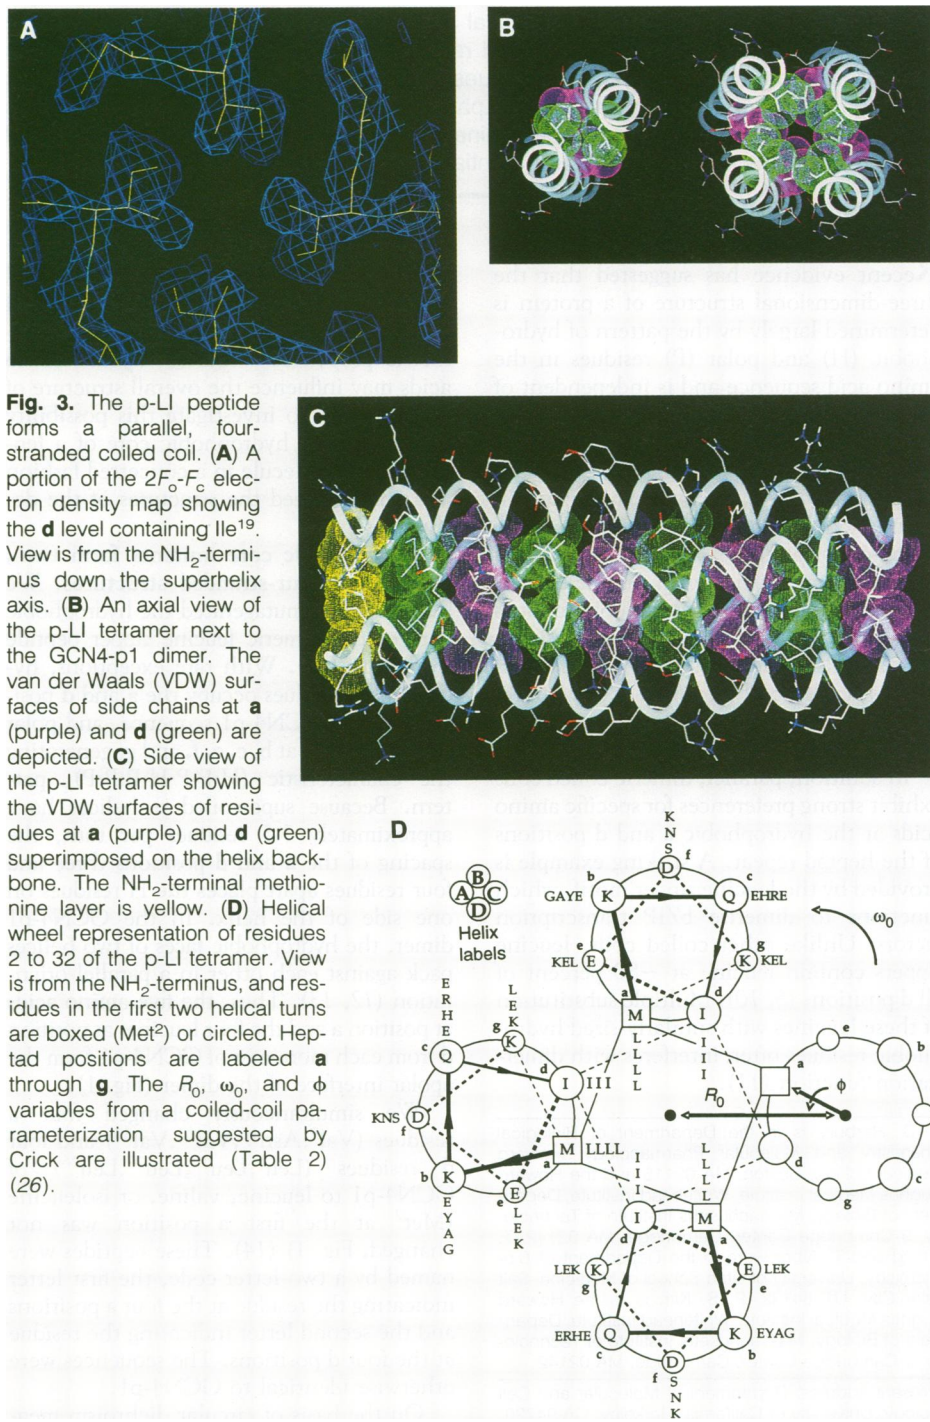 A
B
Fig. 3. The p-LI peptide
forms a parallel, four-
stranded coiled coil. (A) A
portion of the 2Fo-Fc elec-
tron density map showing
the d level containing Ile19.
View is from the NH2-termi-
nus down the superhelix
axis. (B) An axial view of
the p-LI tetramer next to
the GCN4-p1 dimer. The
van der Waals (VDW) sur-
faces of side chains at a
(purple) and d (green) are
depicted. (C) Side view of
the p-LI tetramer showing
the VDW surfaces of resi-
dues at a (purple) and d (green)
superimposed on the helix back-
bone. The NH2-terminal methio-
nine layer is yellow. (D) Helical
wheel representation of residues
2 to 32 of the p-LI tetramer. View
is from the NH2-terminus, and res-
idues in the first two helical turns
are boxed (Met2) or circled. Hep-
tad positions are labeled a
through g. The R0, ω0, and ϕ
variables from a coiled-coil pa-
rameterization suggested by
Crick are illustrated (Table 2)
(26).
C
D
B
A C
D
Helix
labels
K
N
S
f
D
b
c
GAYE K Q EHRE
ω0
e
g
KEL E K KEL
a
d
M I
L
L
L
L
I
I
I
E
R
H
E
L
E
K
g
K
c
Q
d
I III
KNS D
f
b
K
M LLLL
a
E
e
L
E
K
E
Y
A
G
R0
ϕ
e
b
a
f
d
c
g
I
I
I
L
L
L
L
I M
d
a
LEK K E LEK
g
e
ERHE Q K EYAG
c
b
f
D
S
N
K